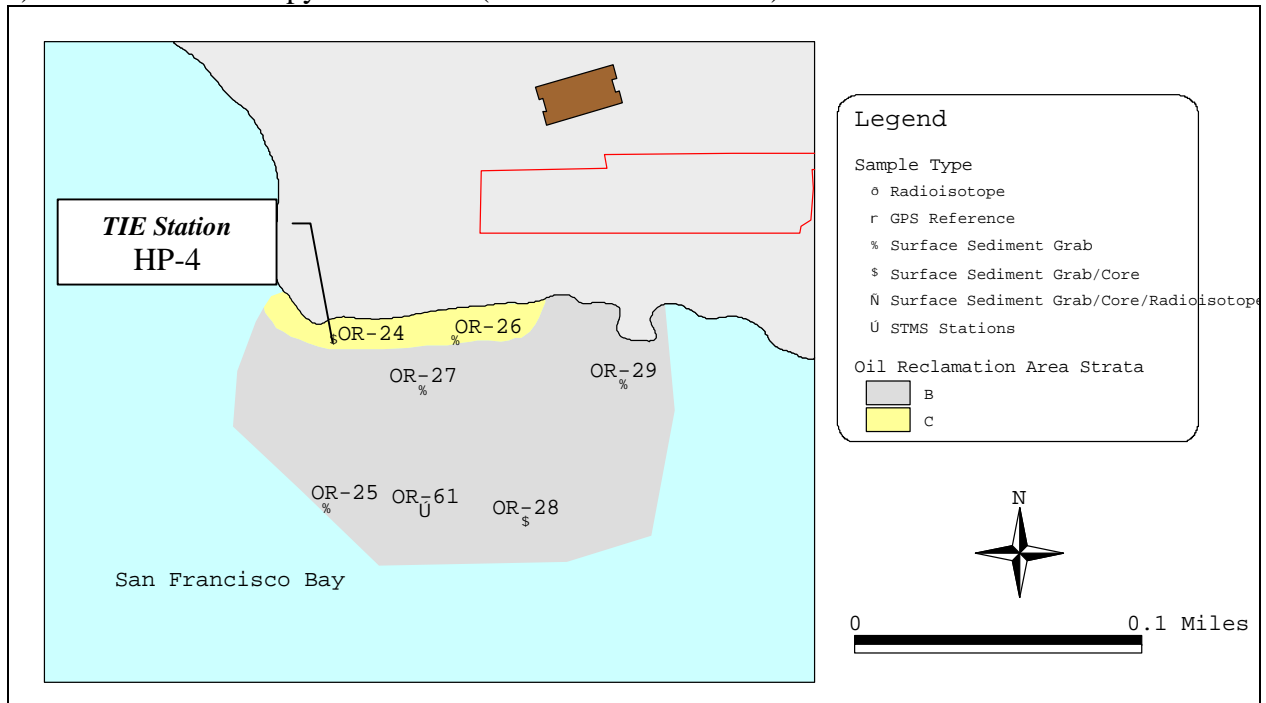 TIE Station
HP-4
$OR-24
OR-26
%
OR-27
%
OR-29
%
OR-25
%
OR-61
Ú
OR-28
$
San Francisco Bay
Legend
Sample Type
ð Radioisotope
r GPS Reference
% Surface Sediment Grab
$ Surface Sediment Grab/Core
Ñ Surface Sediment Grab/Core/Radioisotope
Ú STMS Stations
Oil Reclamation Area Strata
B
C
N
0 0.1 Miles